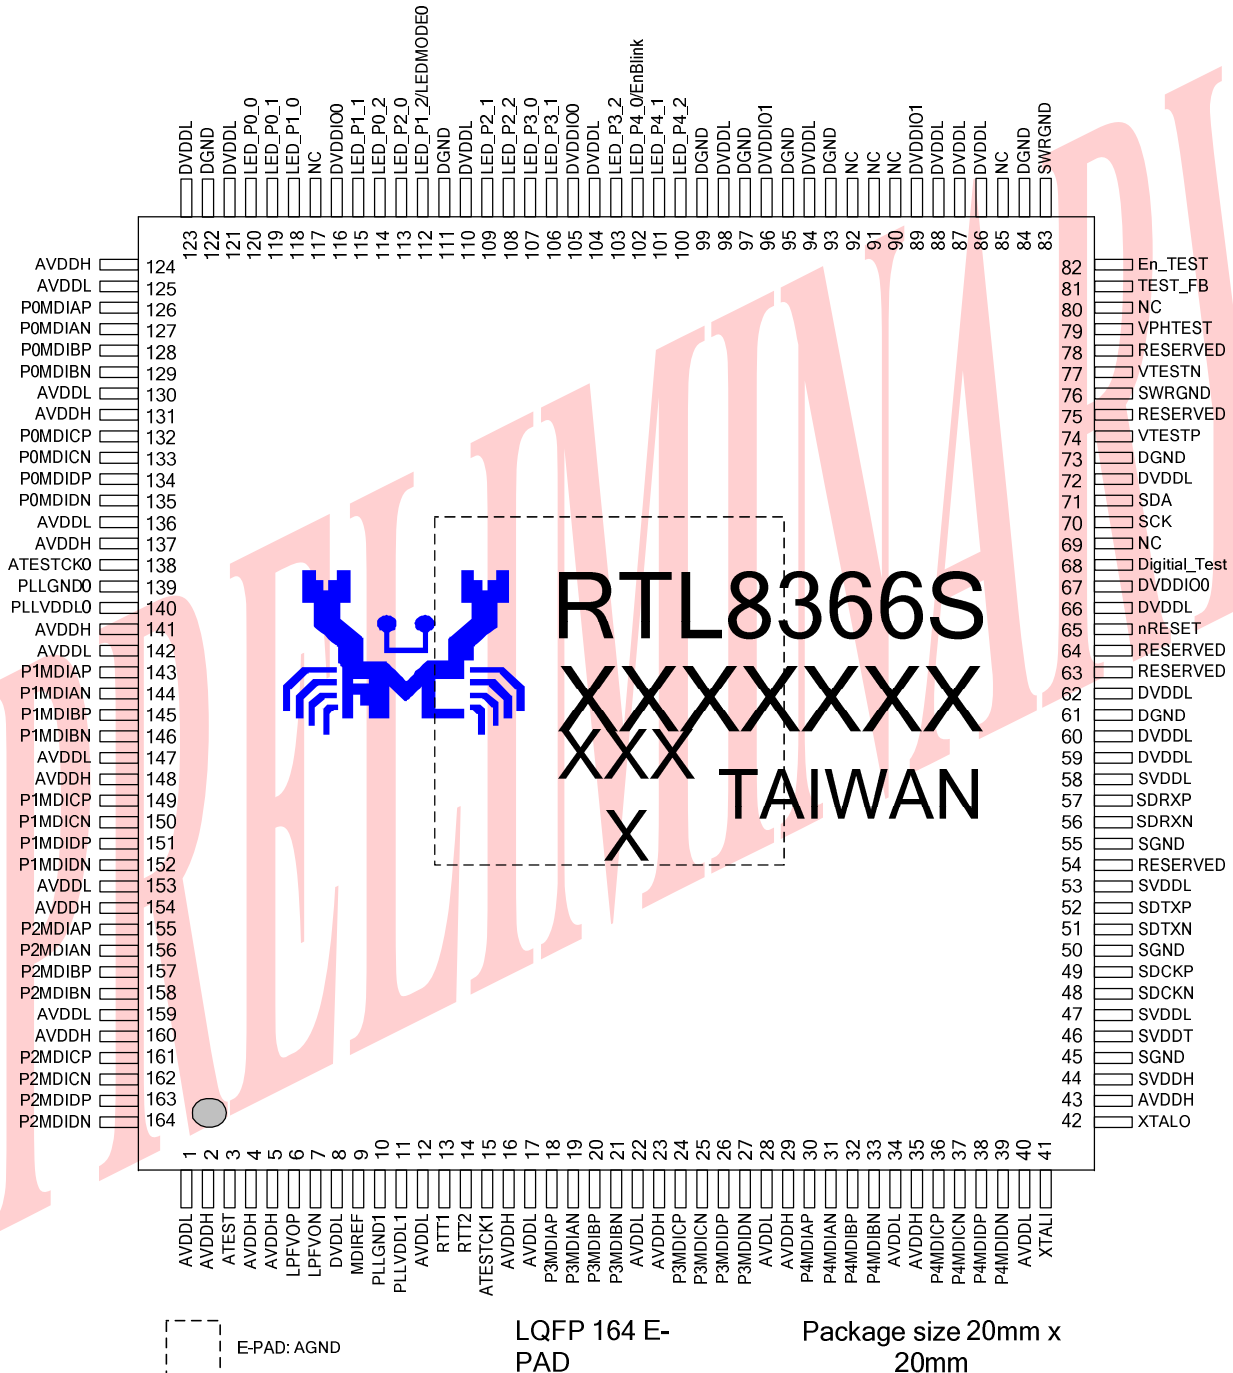 DVDDL
DGND
DVDDL
LED_P0_0
LED_P0_1
LED_P1_0
NC
DVDDIO0
LED_P1_1
LED_P0_2
LED_P2_0
LED_P1_2/LEDMODE0
DGND
DVDDL
LED_P2_1
LED_P2_2
LED_P3_0
LED_P3_1
DVDDIO0
DVDDL
LED_P3_2
LED_P4_0/EnBlink
LED_P4_1
LED_P4_2
DGND
DVDDL
DGND
DVDDIO1
DGND
DVDDL
DGND
NC
NC
NC
DVDDIO1
DVDDL
DVDDL
DVDDL
NC
DGND
SWRGND
123 122 121 120 119 118 117 116 115 114 113 112 111 110 109 108 107 106 105 104 103 102 101 100 99 98 97 96 95 94 93 92 91 90 89 88 87 86 85 84 83
AVDDH 124
AVDDL 125
P0MDIAP 126
P0MDIAN 127
P0MDIBP 128
P0MDIBN 129
AVDDL 130
AVDDH 131
P0MDICP 132
P0MDICN 133
P0MDIDP 134
P0MDIDN 135
AVDDL 136
AVDDH 137
ATESTCK0 138
PLLGND0 139
PLLVDDL0 140
AVDDH 141
AVDDL 142
P1MDIAP 143
P1MDIAN 144
P1MDIBP 145
P1MDIBN 146
AVDDL 147
AVDDH 148
P1MDICP 149
P1MDICN 150
P1MDIDP 151
P1MDIDN 152
AVDDL 153
AVDDH 154
P2MDIAP 155
P2MDIAN 156
P2MDIBP 157
P2MDIBN 158
AVDDL 159
AVDDH 160
P2MDICP 161
P2MDICN 162
P2MDIDP 163
P2MDIDN 164
PRELIMINARY
RTL8366S
XXXXXXX
XXX
TAIWAN
X
82 En_TEST
81 TEST_FB
80 NC
79 VPHTEST
78 RESERVED
77 VTESTN
76 SWRGND
75 RESERVED
74 VTESTP
73 DGND
72 DVDDL
71 SDA
70 SCK
69 NC
68 Digitial_Test
67 DVDDIO0
66 DVDDL
65 nRESET
64 RESERVED
63 RESERVED
62 DVDDL
61 DGND
60 DVDDL
59 DVDDL
58 SVDDL
57 SDRXP
56 SDRXN
55 SGND
54 RESERVED
53 SVDDL
52 SDTXP
51 SDTXN
50 SGND
49 SDCKP
48 SDCKN
47 SVDDL
46 SVDDT
45 SGND
44 SVDDH
43 AVDDH
42 XTALO
1 2 3 4 5 6 7 8 9 10 11 12 13 14 15 16 17 18 19 20 21 22 23 24 25 26 27 28 29 30 31 32 33 34 35 36 37 38 39 40 41
AVDDL
AVDDH
ATEST
AVDDH
AVDDH
LPFVOP
LPFVON
DVDDL
MDIREF
PLLGND1
PLLVDDL1
AVDDL
RTT1
RTT2
ATESTCK1
AVDDH
AVDDL
P3MDIAP
P3MDIAN
P3MDIBP
P3MDIBN
AVDDL
AVDDH
P3MDICP
P3MDICN
P3MDIDP
P3MDIDN
AVDDL
AVDDH
P4MDIAP
P4MDIAN
P4MDIBP
P4MDIBN
AVDDL
AVDDH
P4MDICP
P4MDICN
P4MDIDP
P4MDIDN
AVDDL
XTALI
E-PAD: AGND
LQFP 164 E-
PAD
Package size 20mm x
20mm